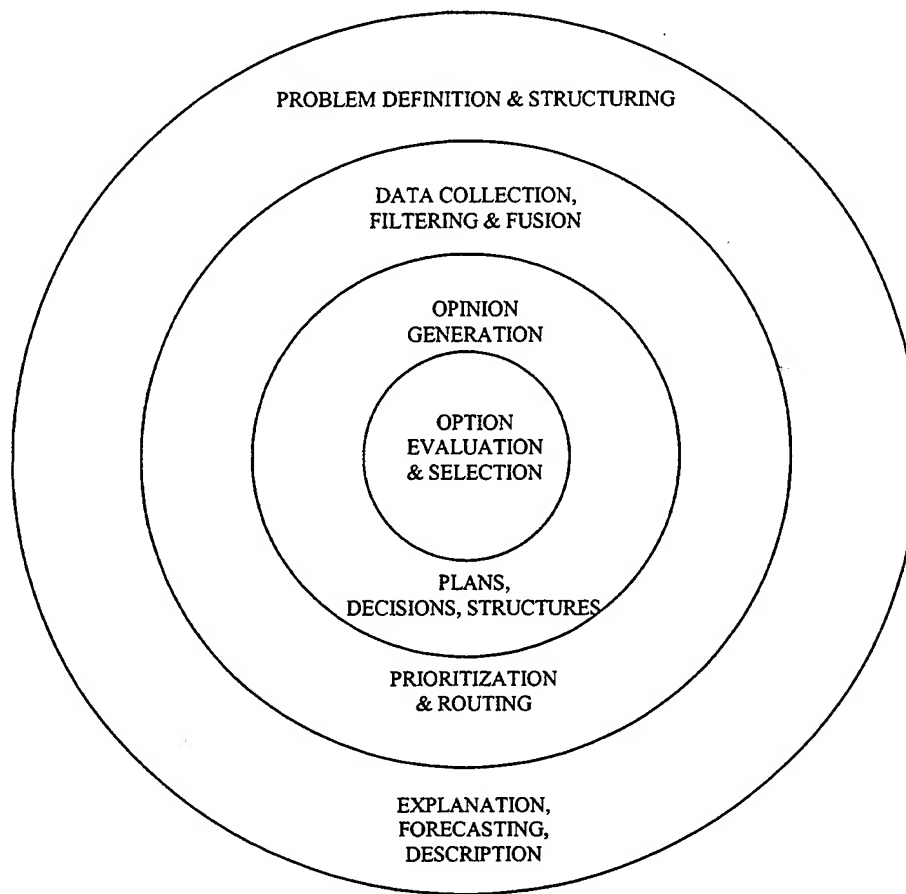 PROBLEM DEFINITION & STRUCTURING
DATA COLLECTION,
FILTERING & FUSION
OPINION
GENERATION
OPTION
EVALUATION
& SELECTION
PLANS,
DECISIONS, STRUCTURES
PRIORITIZATION
& ROUTING
EXPLANATION,
FORECASTING,
DESCRIPTION